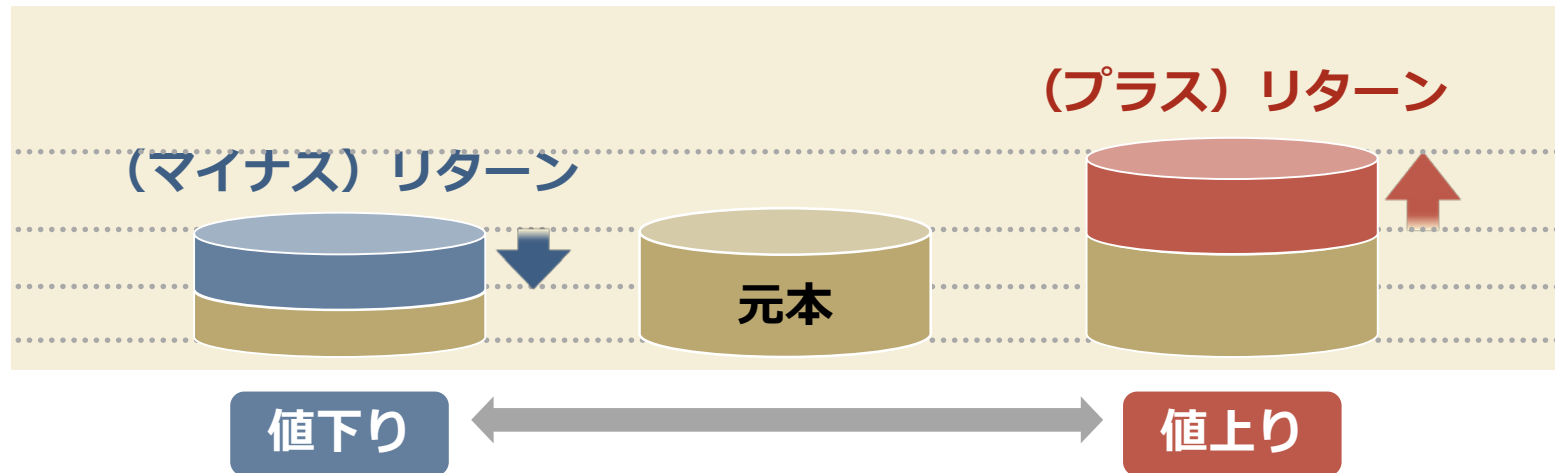 （プラス）リターン
（マイナス）リターン
元本
値下り
値上り